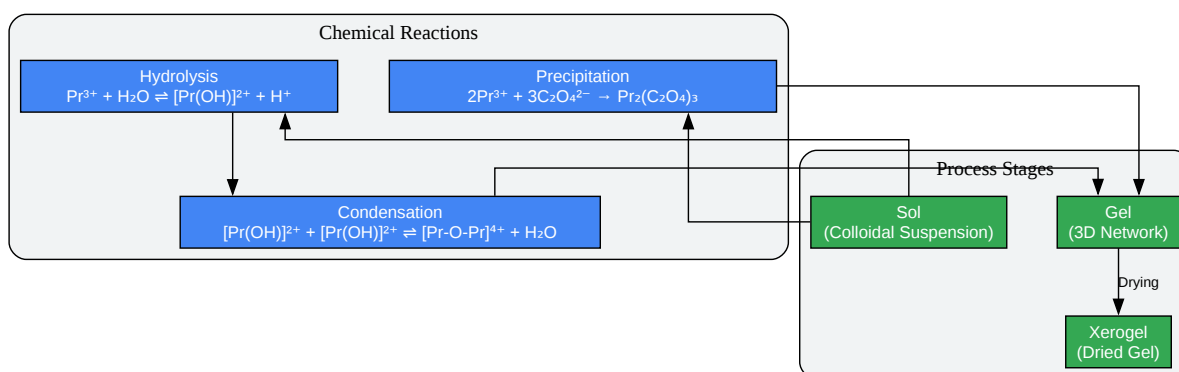 Chemical Reactions
Hydrolysis
Pr³⁺ + H₂O ⇌ [Pr(OH)]²⁺ + H⁺
Precipitation
2Pr³⁺ + 3C₂O₄²⁻ → Pr₂(C₂O₄)₃
Condensation
[Pr(OH)]²⁺ + [Pr(OH)]²⁺ ⇌ [Pr-O-Pr]⁴⁺ + H₂O
Process Stages
Sol
(Colloidal Suspension)
Gel
(3D Network)
Drying
Xerogel
(Dried Gel)